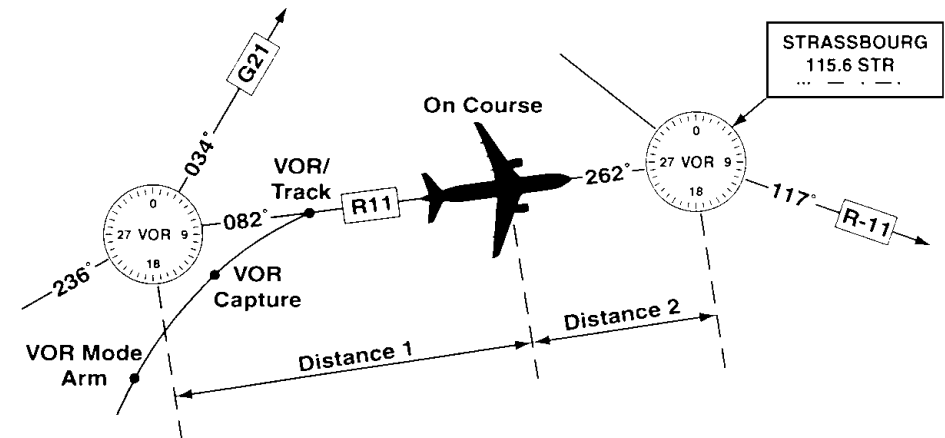 STRASSBOURG
115.6 STR
... — . .—.
G21
On Course
034°
VOR/
Track
0
27 VOR 9
18
262°
0
27 VOR 9
18
082°
R11
117°
R-11
236°
VOR
Capture
Distance 2
VOR Mode
Arm
Distance 1